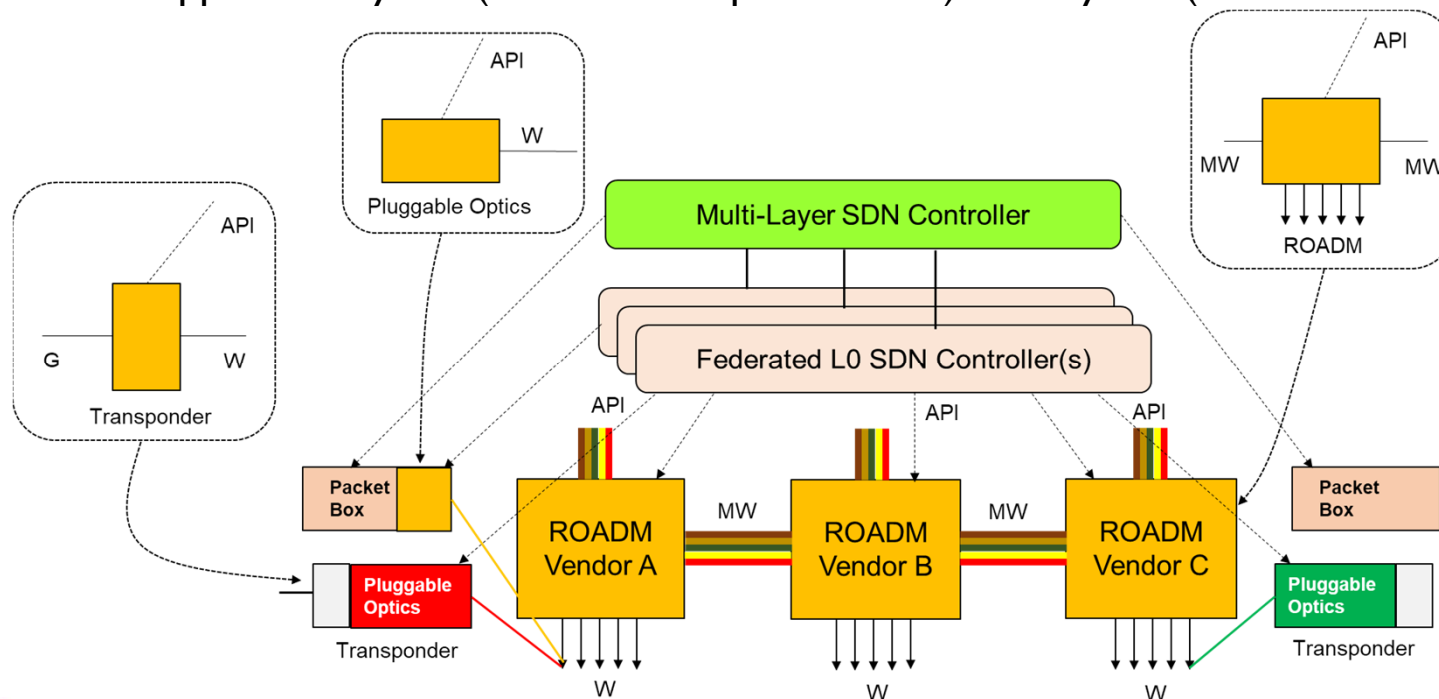 API
W
Pluggable Optics
API
MW
MW
ROADM
API
G
W
Transponder
Multi-Layer SDN Controller
Federated L0 SDN Controller(s)
API
API
API
Packet
Box
ROADM
Vendor A
MW
ROADM
Vendor B
MW
ROADM
Vendor C
Packet
Box
Pluggable
Optics
Transponder
Pluggable
Optics
Transponder
W
W
W